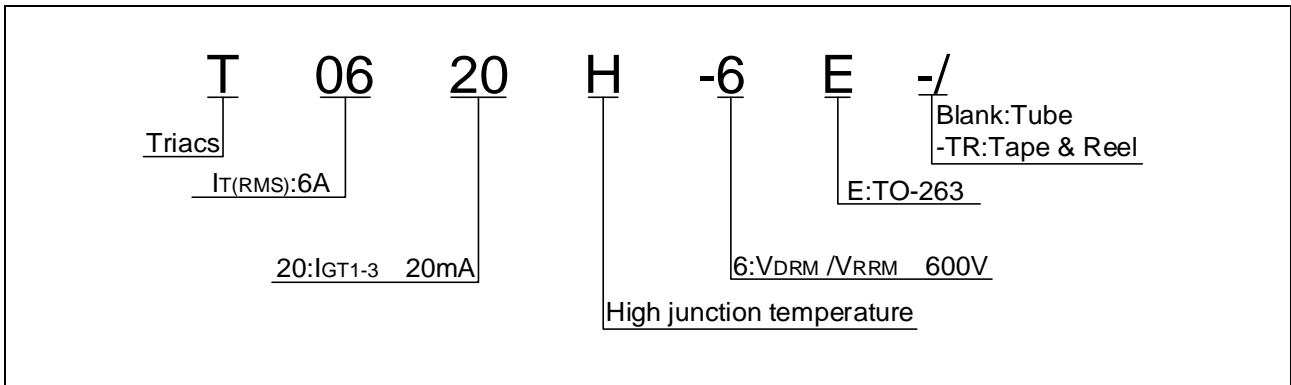 T 06 20 H -6 E -/
Blank:Tube
Triacs
-TR:Tape & Reel
IT(RMS):6A
E:TO-263
20:IGT1-3 20mA
6:VDRM /VRRM 600V
High junction temperature